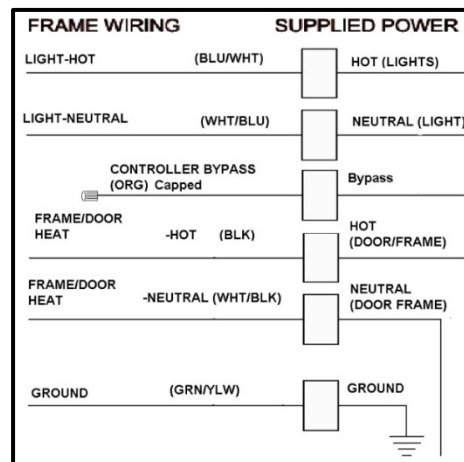 FRAME WIRING SUPPLIED POWER
LIGHT-HOT (BLU/WHT) HOT (LIGHTS)
LIGHT-NEUTRAL (WHT/BLU) NEUTRAL (LIGHT)
CONTROLLER BYPASS
(ORG) Capped Bypass
FRAME/DOOR
HEAT -HOT (BLK) HOT
(DOOR/FRAME)
FRAME/DOOR
HEAT -NEUTRAL (WHT/BLK) NEUTRAL
(DOOR FRAME)
GROUND (GRN/YLW) GROUND